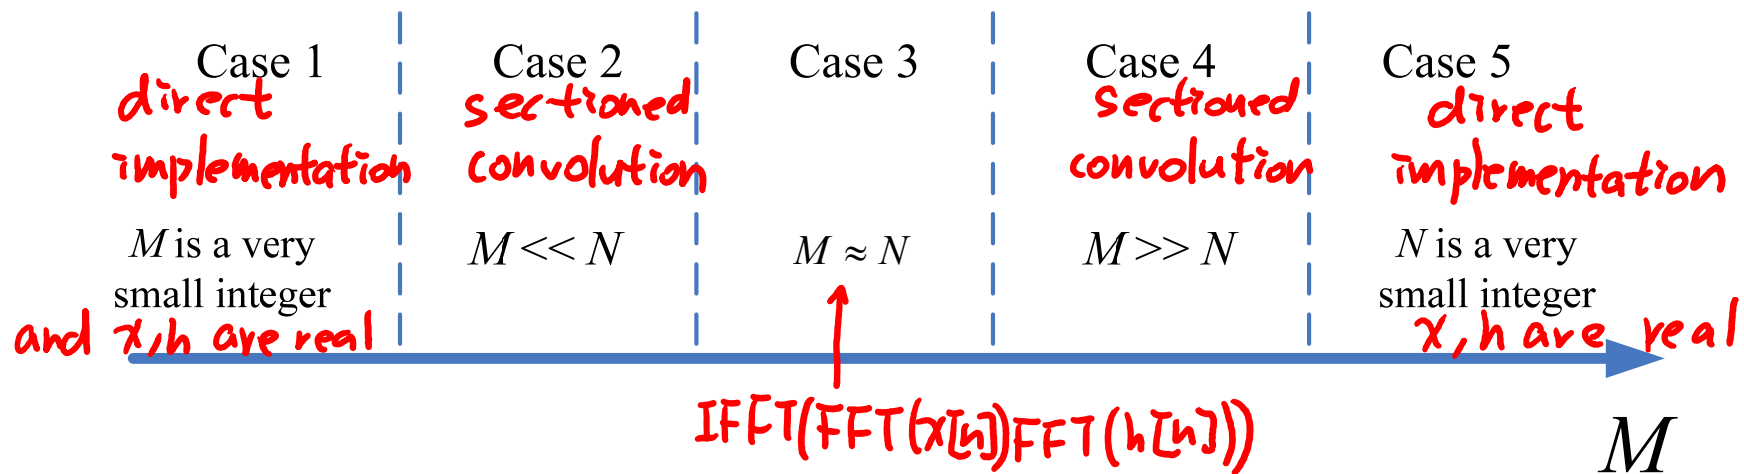 Case 1
direct
implementation
M is a very
small integer
and x, h are real
Case 2
sectioned
convolution
M << N
Case 3
M ≈ N
IFFT(FFT(x[n])FFT(h[n]))
Case 4
sectioned
convolution
M >> N
Case 5
direct
implementation
N is a very
small integer
x, h are real
M